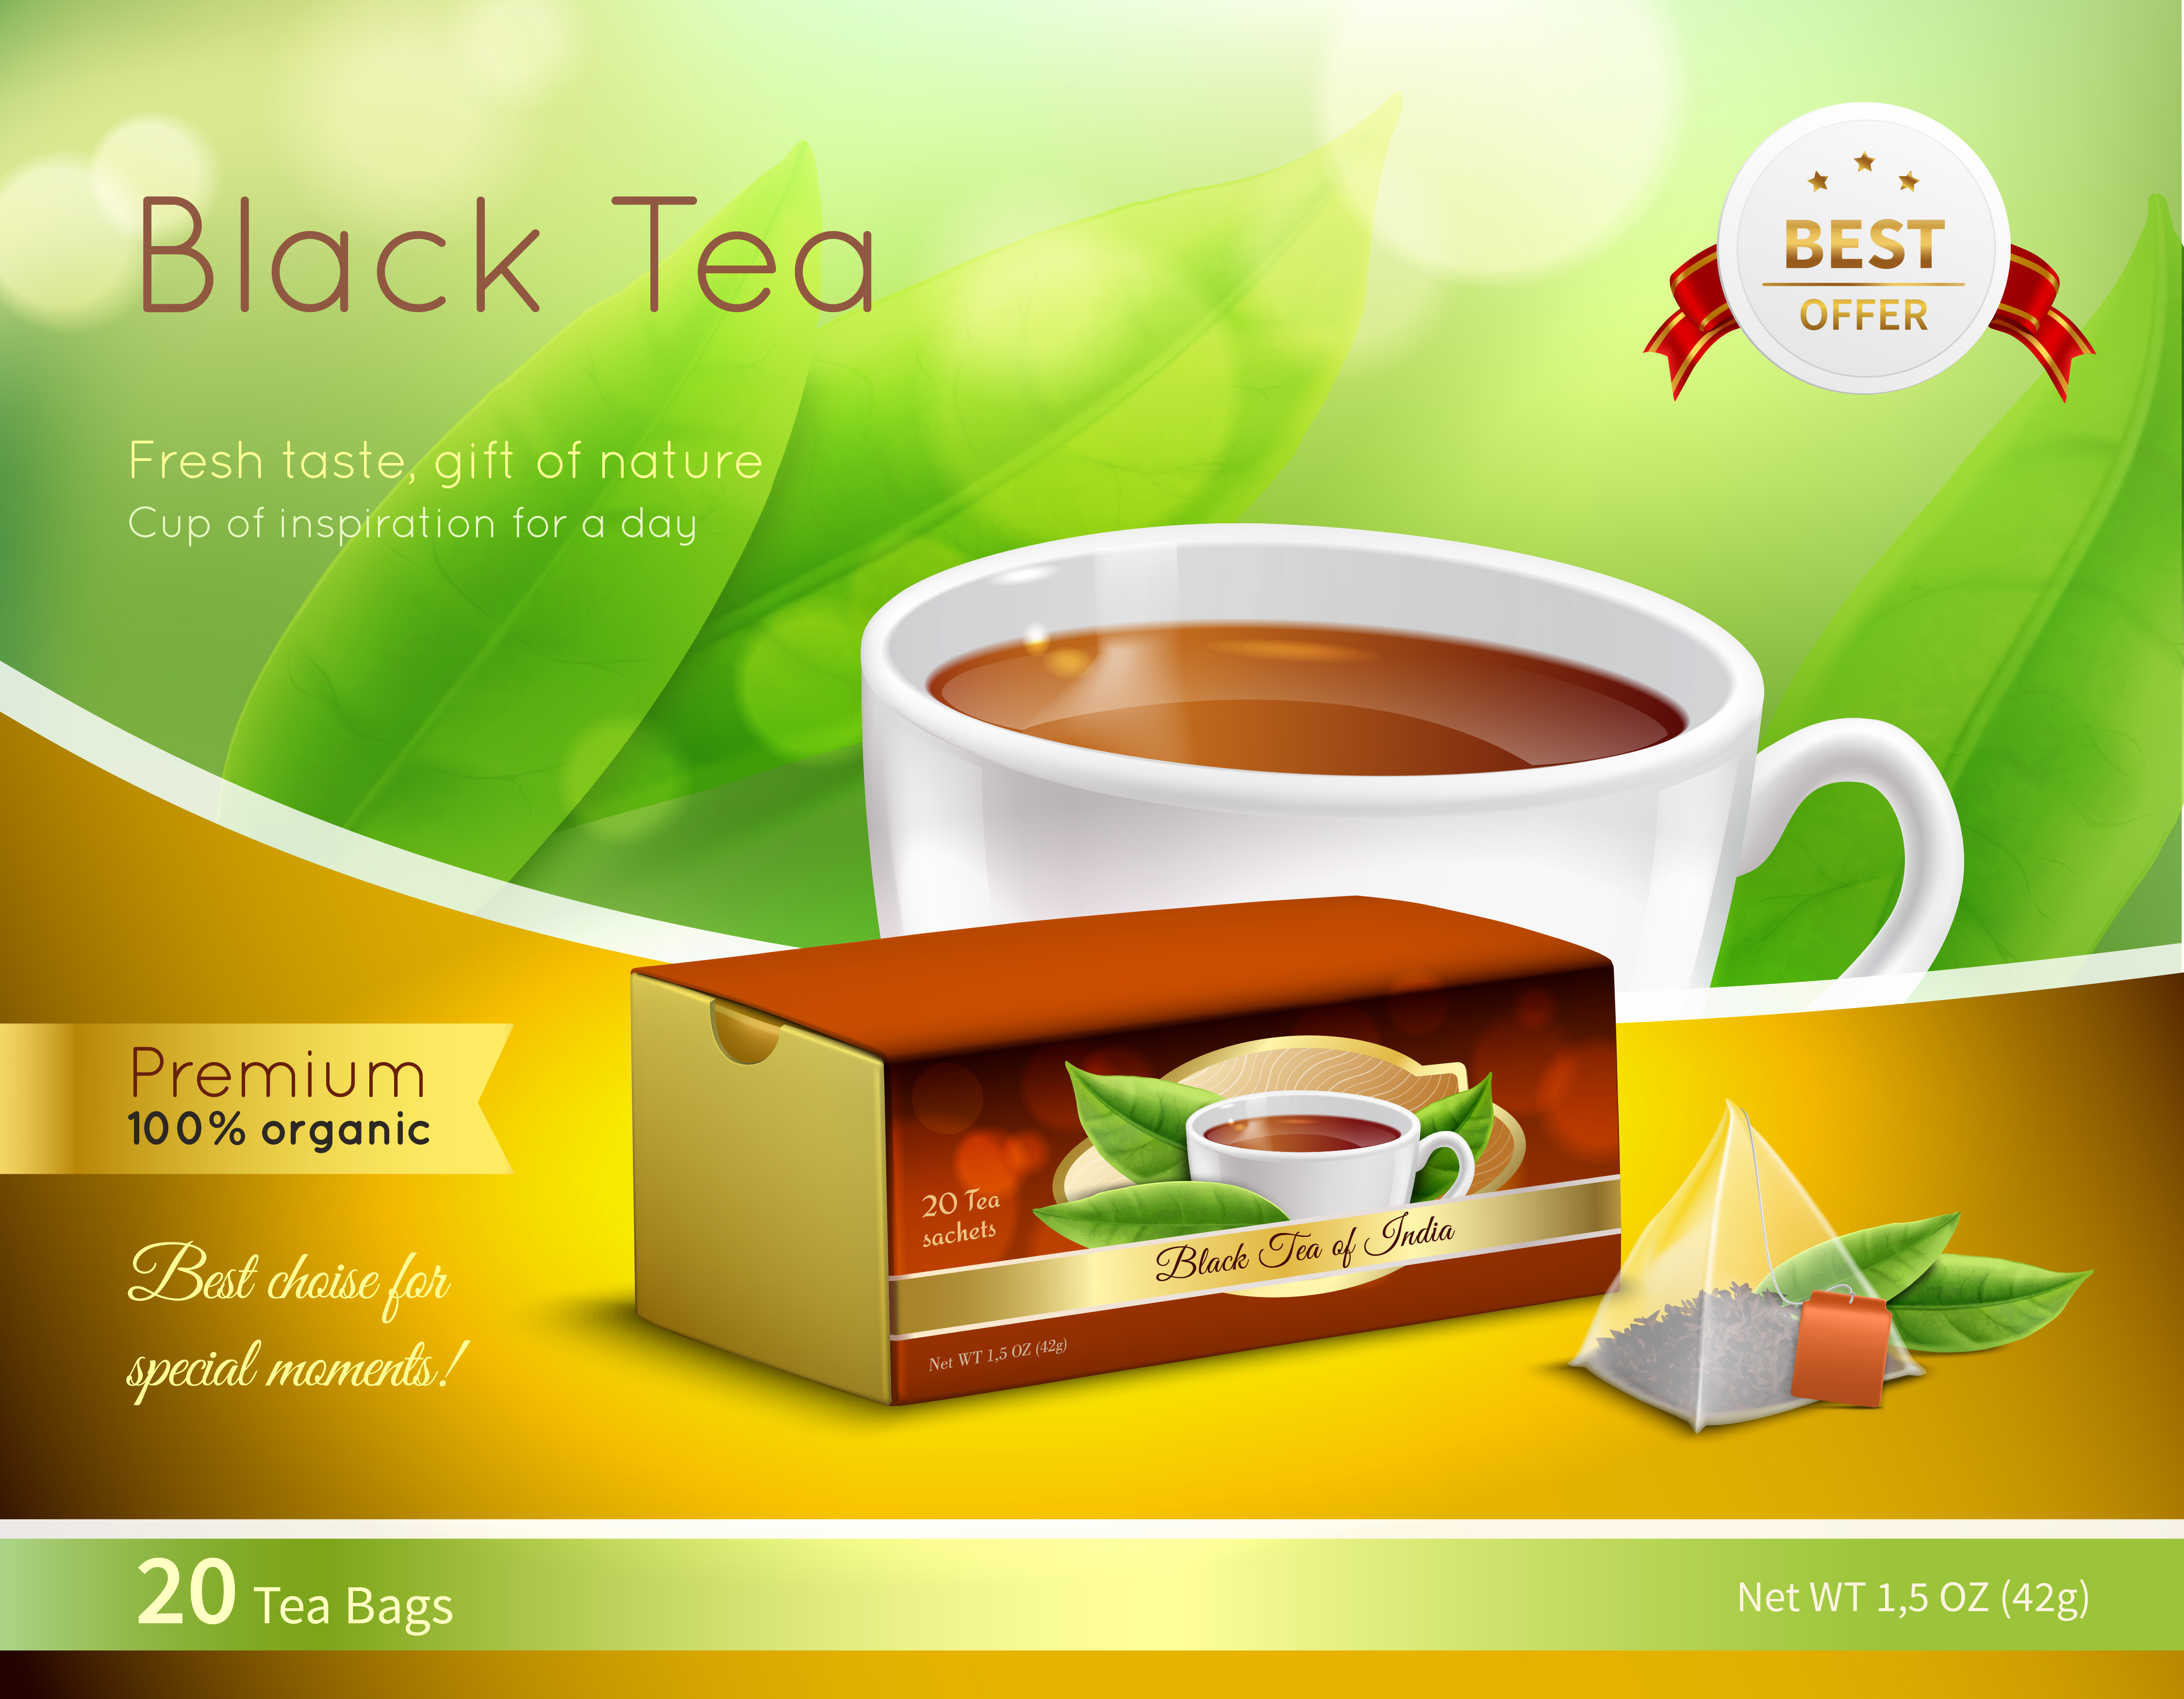 Black Tea
BEST
OFFER
Fresh taste, gift of nature
Cup of inspiration for a day
Premium
100% organic
Best choise for
special moments!
20 Tea
sachets
Black Tea of India
Net WT 1,5 OZ (42g)
20 Tea Bags
Net WT 1,5 OZ (42g)